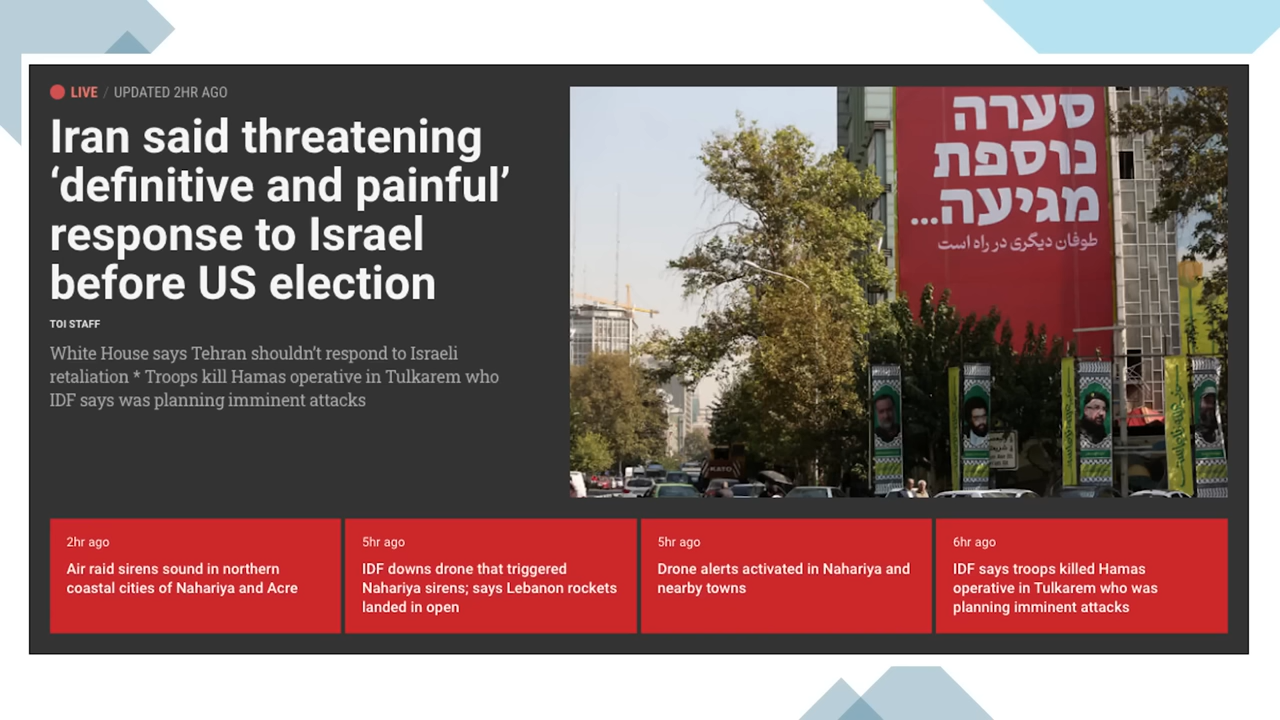 LIVE / UPDATED 2HR AGO
Iran said threatening
‘definitive and painful’
response to Israel
before US election
TOI STAFF
White House says Tehran shouldn’t respond to Israeli
retaliation * Troops kill Hamas operative in Tulkarem who
IDF says was planning imminent attacks
סערה
נוספת
מגיעה...
طوفان دیگری در راه است
KATO
2hr ago
Air raid sirens sound in northern
coastal cities of Nahariya and Acre
5hr ago
IDF downs drone that triggered
Nahariya sirens; says Lebanon rockets
landed in open
5hr ago
Drone alerts activated in Nahariya and
nearby towns
6hr ago
IDF says troops killed Hamas
operative in Tulkarem who was
planning imminent attacks